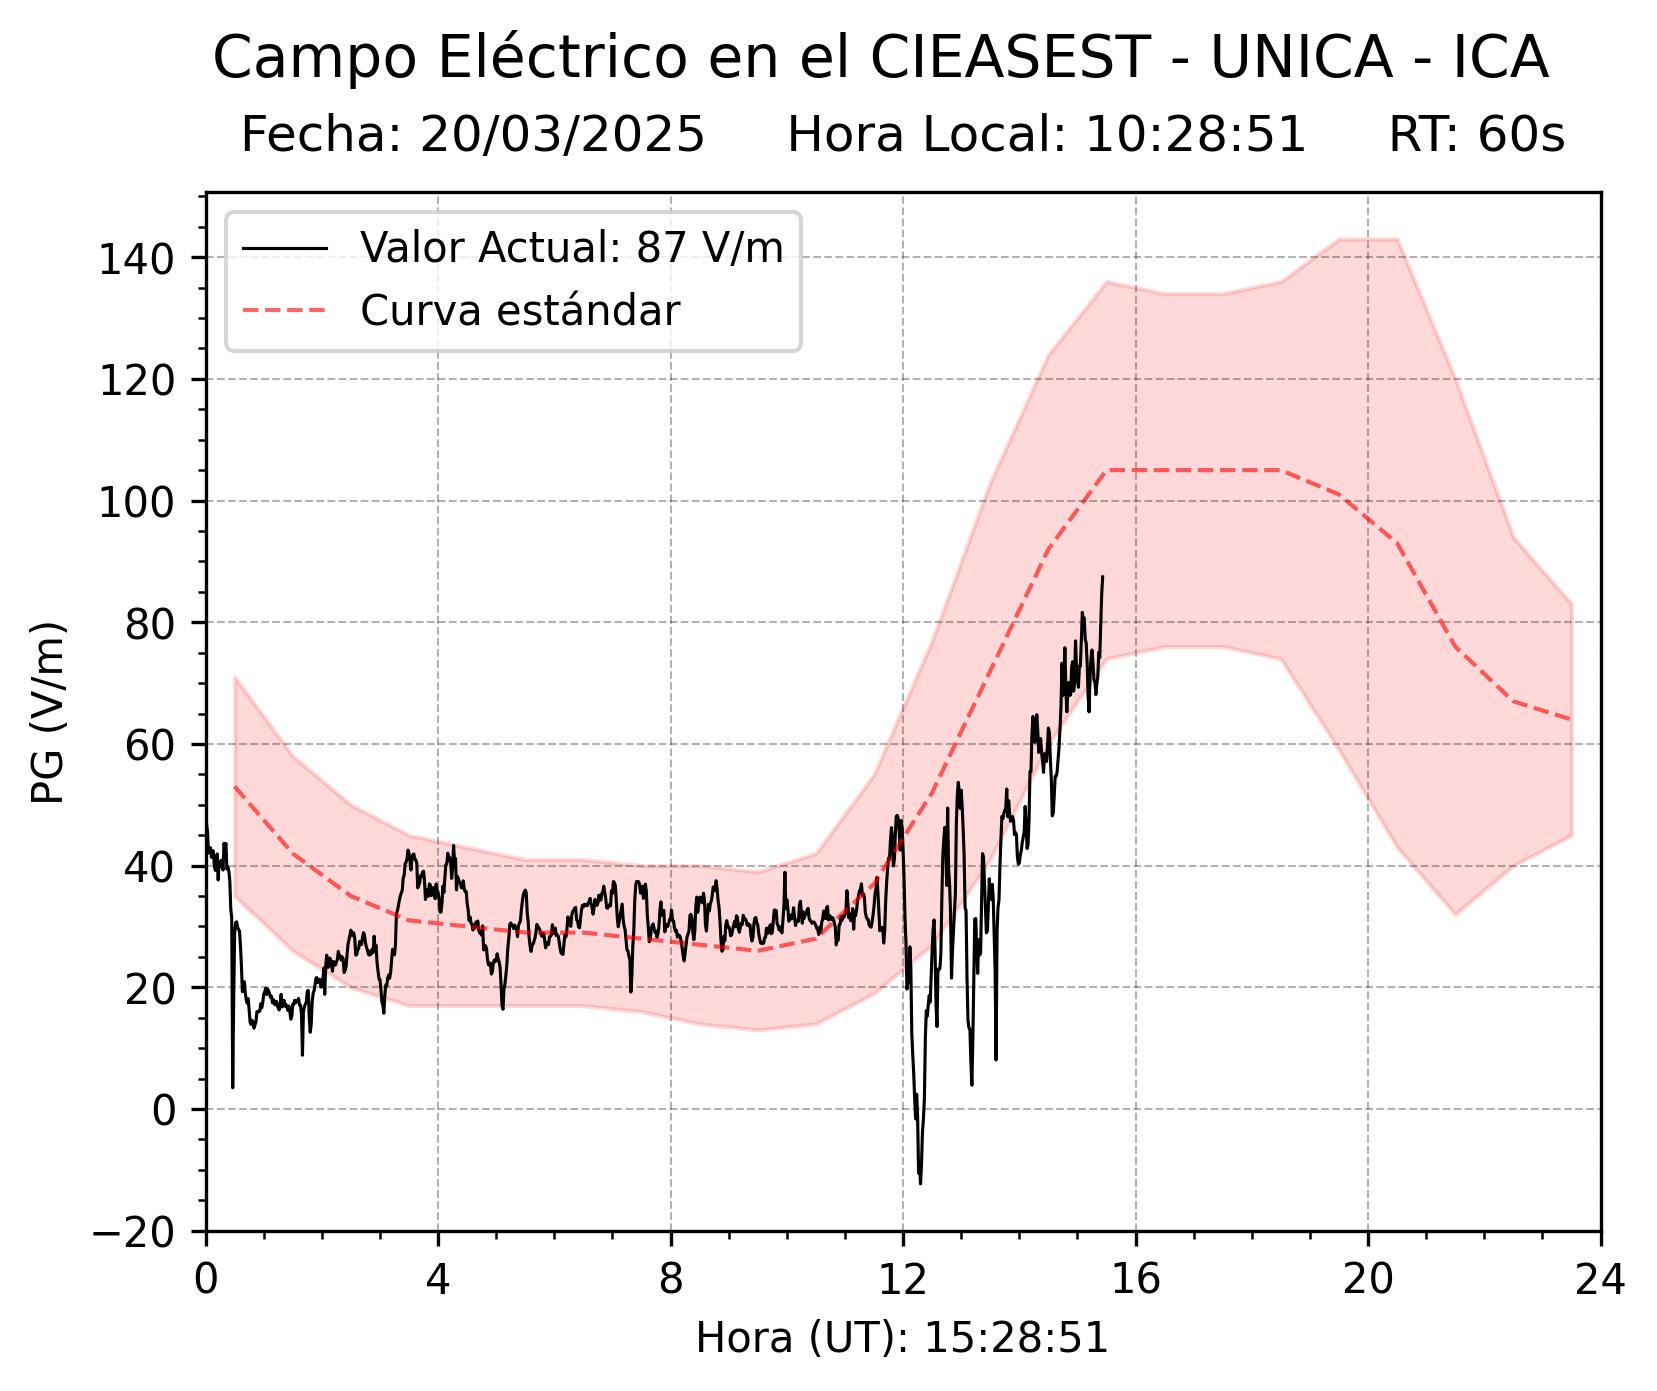 Campo Eléctrico en el CIEASEST - UNICA - ICA
Fecha: 20/03/2025 Hora Local: 10:28:51 RT: 60s
Valor Actual: 87 V/m
Curva estándar
PG (V/m)
140
120
100
80
60
40
20
0
−20
0 4 8 12 16 20 24
Hora (UT): 15:28:51